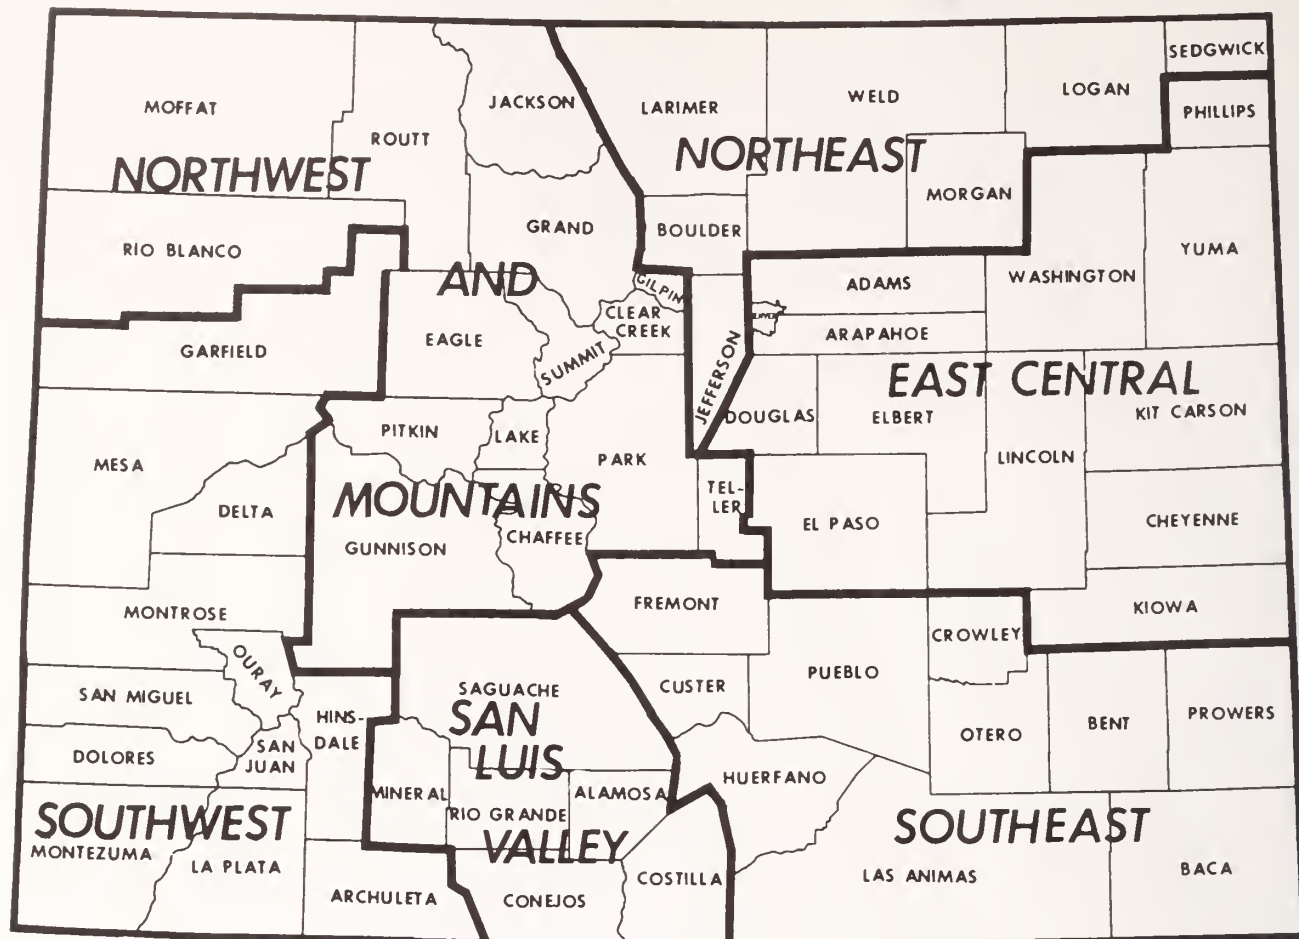 SEDGWICK
MOFFAT
JACKSON
LARIMER
WELD
LOGAN
PHILLIPS
ROUTT
NORTHWEST
NORTHEAST
MORGAN
RIO BLANCO
GRAND
BOULDER
YUMA
AND
GILPIN
ADAMS
WASHINGTON
CLEAR
CREEK
DENVER
GARFIELD
EAGLE
SUMMIT
JEFFERSON
ARAPAHOE
EAST CENTRAL
PITKIN
LAKE
DOUGLAS
ELBERT
KIT CARSON
MESA
PARK
LINCOLN
DELTA
MOUNTAINS
TEL-
LER
GUNNISON
CHAFFEE
EL PASO
CHEYENNE
MONTROSE
FREMONT
KIOWA
OURAY
CROWLEY
SAN MIGUEL
SAGUACHE
CUSTER
PUEBLO
HINS-
DALE
SAN
LUIS
VALLEY
OTERO
BENT
PROWERS
DOLORES
SAN
JUAN
MINERAL
RIO GRANDE
ALAMOSA
HUERFANO
SOUTHWEST
SOUTHEAST
MONTEZUMA
LA PLATA
ARCHULETA
CONEJOS
COSTILLA
LAS ANIMAS
BACA